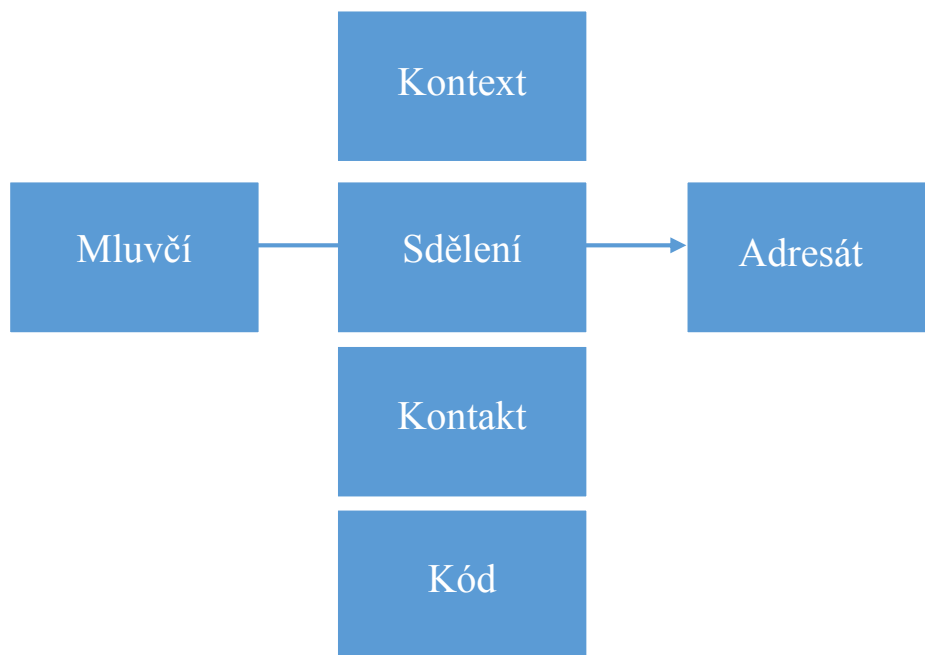 Kontext
Mluvčí
Sdělení
Adresát
Kontakt
Kód